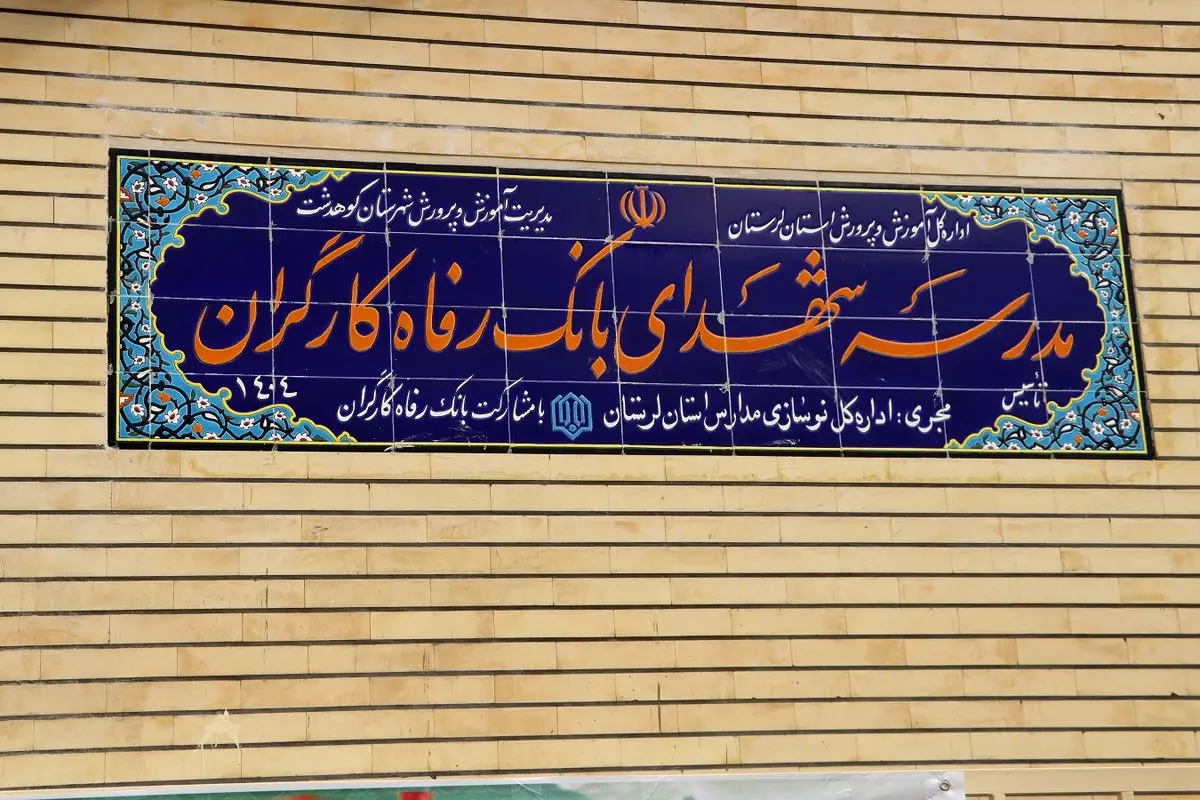 اداره کل آموزش و پرورش استان لرستان
مدیریت آموزش و پرورش شهرستان کوهدشت
مدرسه شهدای بانک رفاه کارگران
تأسیس ۱۴۰۴
مجری: اداره کل نوسازی مدارس استان لرستان با مشارکت بانک رفاه کارگران